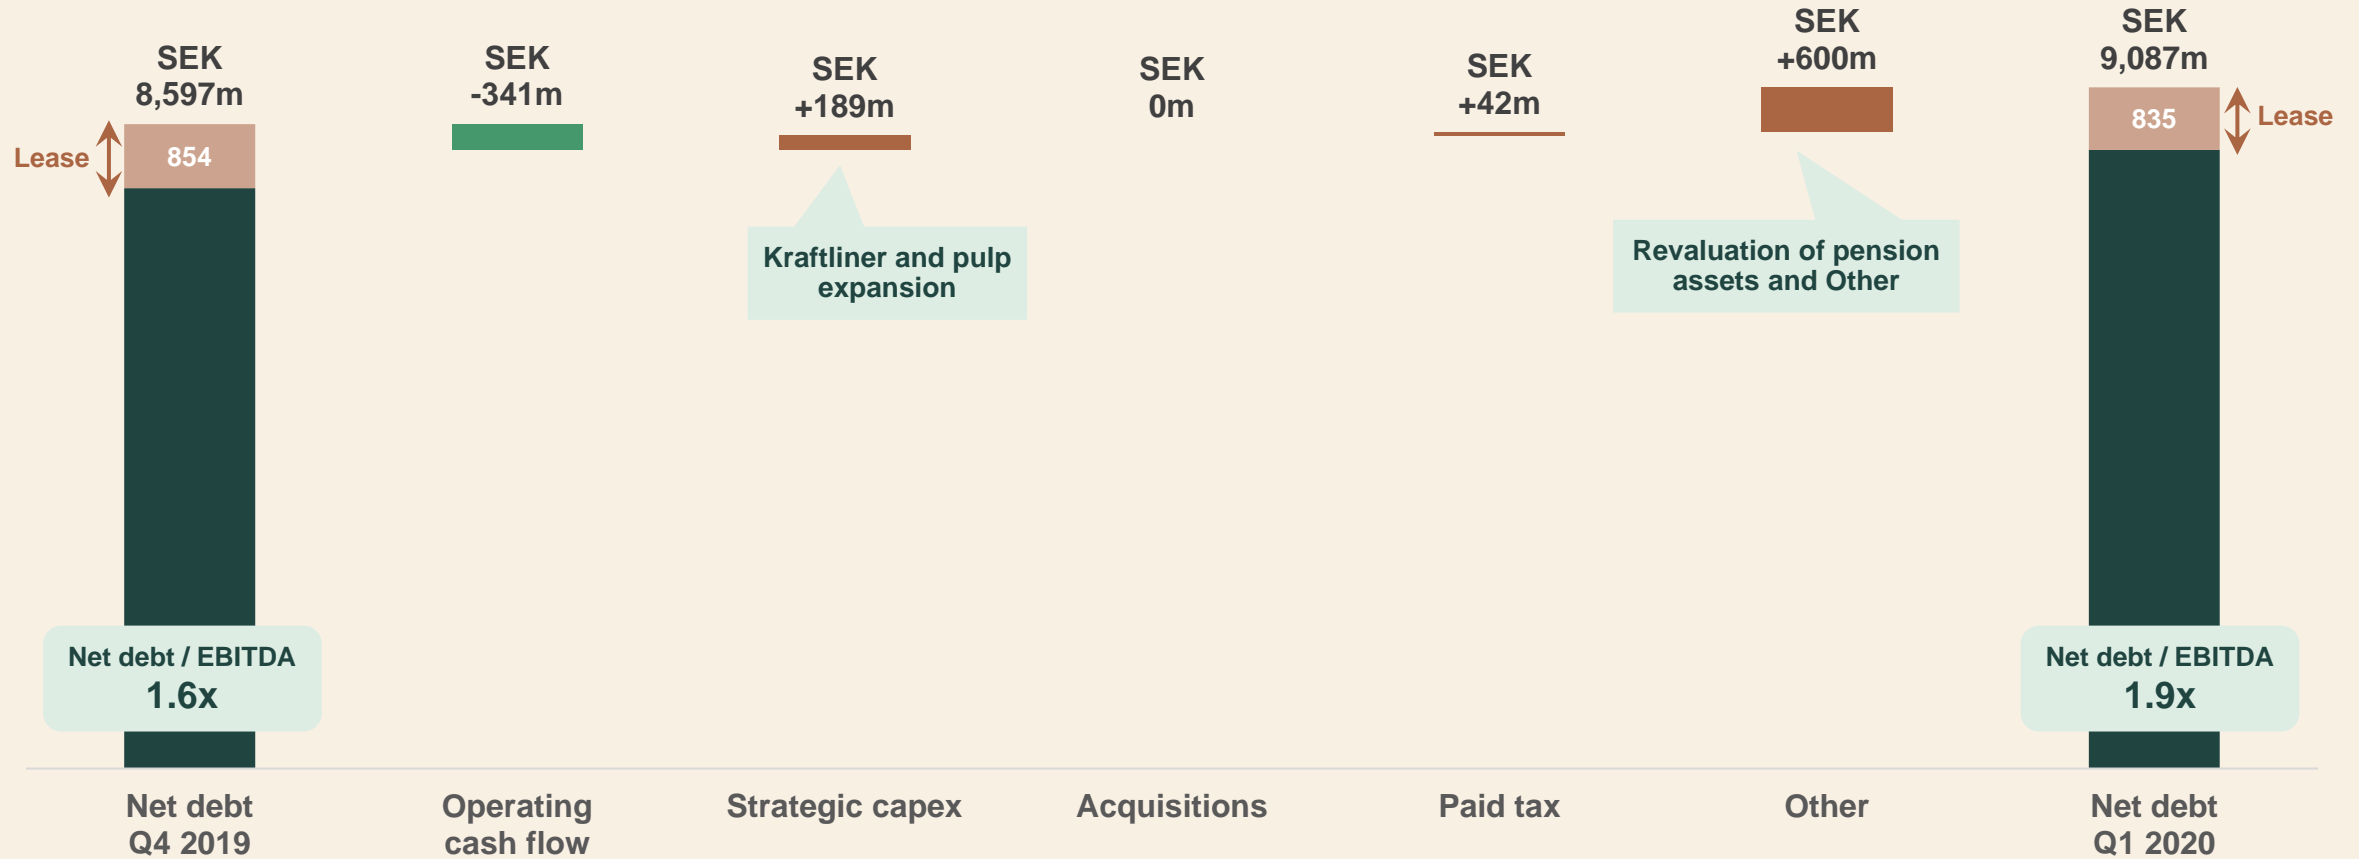 SEK
8,597m
SEK
-341m
SEK
+189m
SEK
0m
SEK
+42m
SEK
+600m
SEK
9,087m
Lease
854
835
Lease
Kraftliner and pulp
expansion
Revaluation of pension
assets and Other
Net debt / EBITDA
1.6x
Net debt / EBITDA
1.9x
Net debt
Q4 2019
Operating
cash flow
Strategic capex
Acquisitions
Paid tax
Other
Net debt
Q1 2020